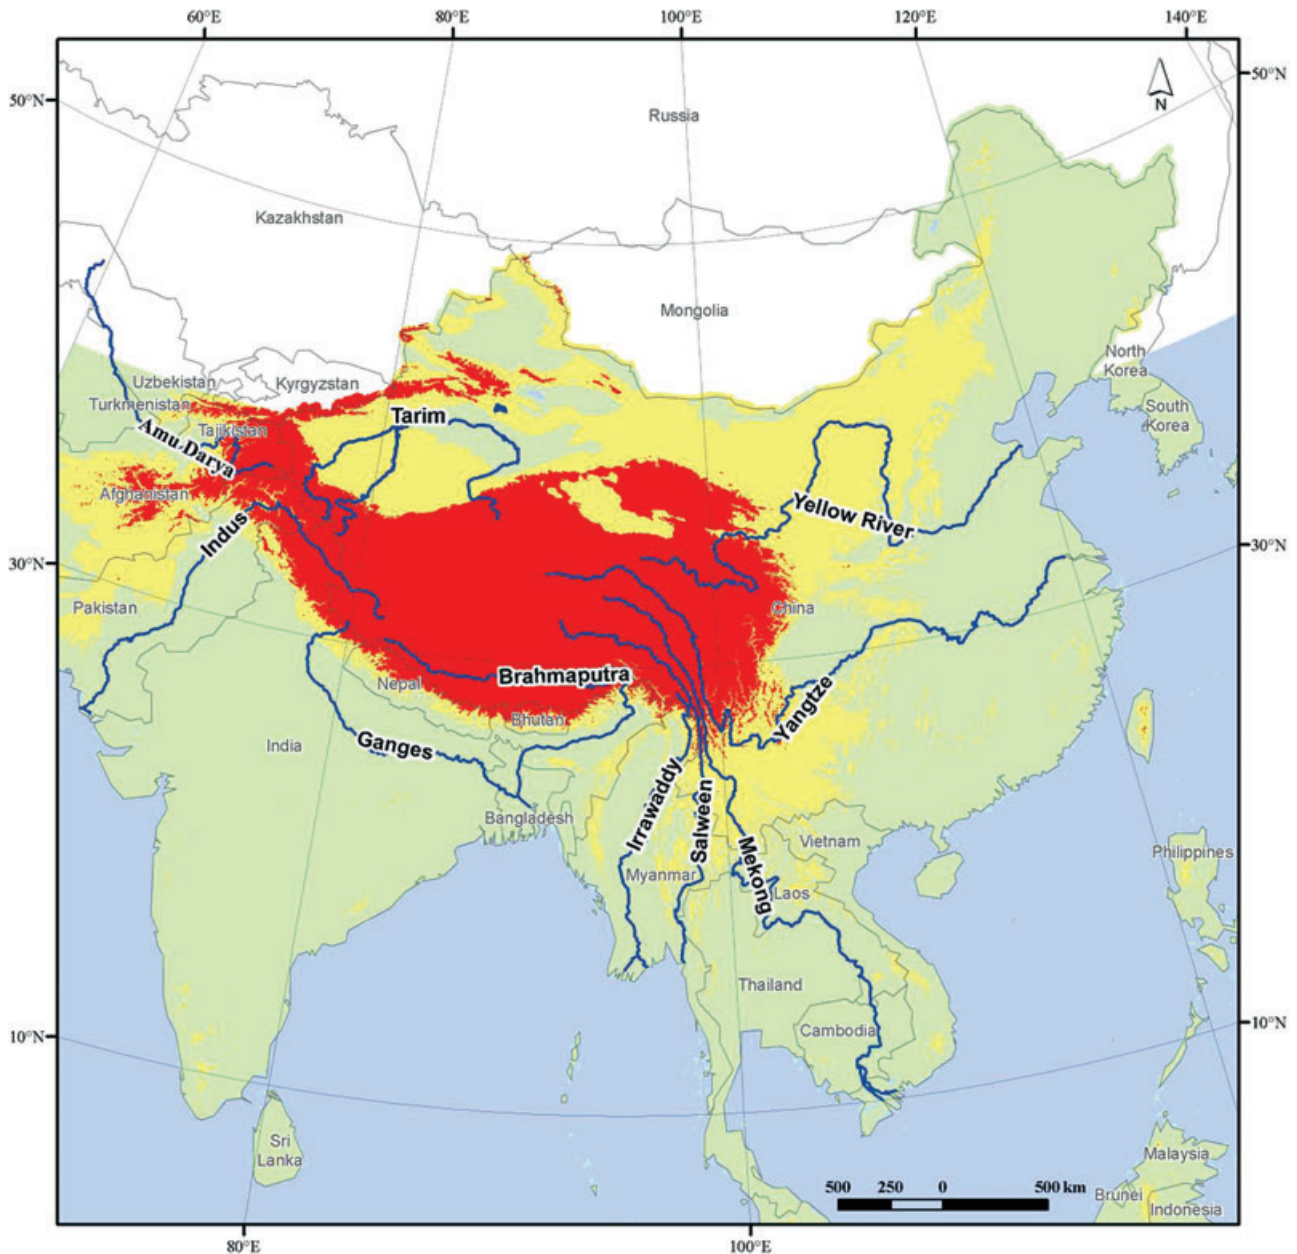 60°E 80°E 100°E 120°E 140°E
50°N
50°N
N
Russia
Kazakhstan
Mongolia
Uzbekistan
Kyrgyzstan
North
Korea
Turkmenistan
Tarim
South
Korea
Tajikistan
Amu-Darya
Afghanistan
Yellow River
Indus
30°N
30°N
Pakistan
China
Brahmaputra
Nepal
Bhutan
Yangtze
India
Ganges
Irrawaddy
Salween
Bangladesh
Mekong
Vietnam
Philippines
Myanmar
Laos
Thailand
10°N
Cambodia
10°N
Sri
Lanka
Malaysia
500 250 0 500 km
Brunei
Indonesia
80°E 100°E